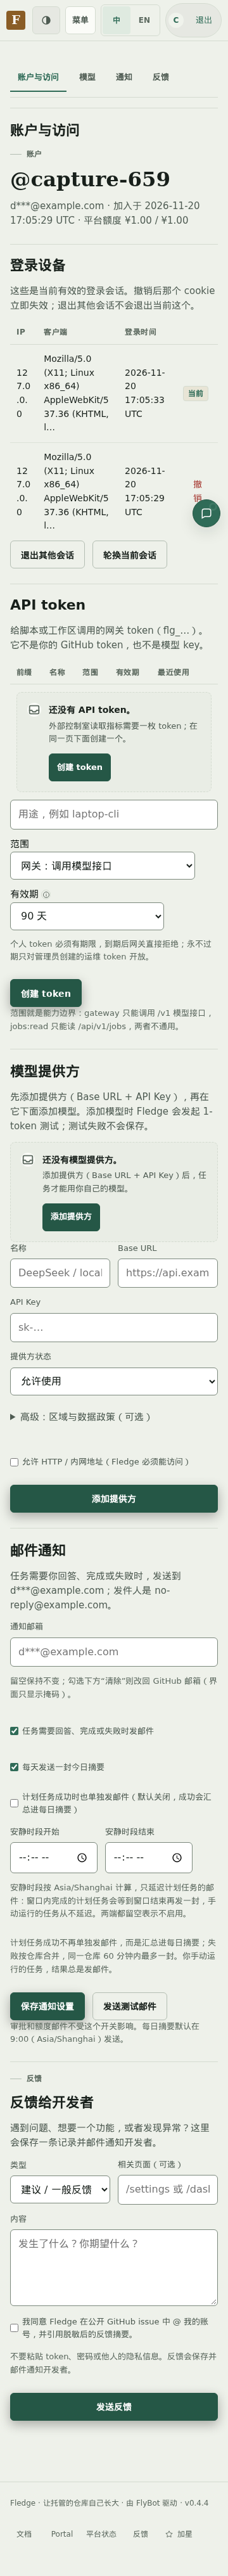 F 菜单 中 EN C 退出
账户与访问 模型 通知 反馈
账户与访问
账户
@capture-659
d***@example.com · 加入于 2026-11-20
17:05:29 UTC · 平台额度 ¥1.00 / ¥1.00
登录设备
这些是当前有效的登录会话。撤销后那个 cookie
立即失效；退出其他会话不会退出当前这个。
IP 客户端 登录时间
127.0.0.0 Mozilla/5.0 (X11; Linux x86_64) AppleWebKit/537.36 (KHTML, l... 2026-11-20 17:05:33 UTC 当前
127.0.0.0 Mozilla/5.0 (X11; Linux x86_64) AppleWebKit/537.36 (KHTML, l... 2026-11-20 17:05:29 UTC 撤销
退出其他会话 轮换当前会话
API token
给脚本或工作区调用的网关 token（flg_...）。
它不是你的 GitHub token，也不是模型 key。
前缀 名称 范围 有效期 最近使用
还没有 API token。
外部控制室读取指标需要一枚 token；在
同一页下面创建一个。
创建 token
用途，例如 laptop-cli
范围
网关：调用模型接口
有效期
90 天
个人 token 必须有期限，到期后网关直接拒绝；永不过
期只对管理员创建的运维 token 开放。
创建 token
范围就是能力边界：gateway 只能调用 /v1 模型接口，
jobs:read 只能读 /api/v1/jobs，两者不通用。
模型提供方
先添加提供方（Base URL + API Key），再在
它下面添加模型。添加模型时 Fledge 会发起 1-
token 测试；测试失败不会保存。
还没有模型提供方。
添加提供方（Base URL + API Key）后，任
务才能用你自己的模型。
添加提供方
名称 Base URL
DeepSeek / local https://api.exam
API Key
sk-...
提供方状态
允许使用
高级：区域与数据政策（可选）
允许 HTTP / 内网地址（Fledge 必须能访问）
添加提供方
邮件通知
任务需要你回答、完成或失败时，发送到
d***@example.com；发件人是 no-
reply@example.com。
通知邮箱
d***@example.com
留空保持不变；勾选下方“清除”则改回 GitHub 邮箱（界
面只显示掩码）。
任务需要回答、完成或失败时发邮件
每天发送一封今日摘要
计划任务成功时也单独发邮件（默认关闭，成功会汇
总进每日摘要）
安静时段开始 安静时段结束
--:-- --:--
安静时段按 Asia/Shanghai 计算，只延迟计划任务的邮
件：窗口内完成的计划任务会等到窗口结束再发一封，手
动运行的任务从不延迟。两端都留空表示不启用。
计划任务成功不再单独发邮件，而是汇总进每日摘要；失
败按仓库合并，同一仓库 60 分钟内最多一封。你手动运
行的任务，结果总是发邮件。
保存通知设置 发送测试邮件
审批和额度邮件不受这个开关影响。每日摘要默认在
9:00（Asia/Shanghai）发送。
反馈
反馈给开发者
遇到问题、想要一个功能，或者发现异常？这里
会保存一条记录并邮件通知开发者。
类型 相关页面（可选）
建议 / 一般反馈 /settings 或 /dasl
内容
发生了什么？你期望什么？
我同意 Fledge 在公开 GitHub issue 中 @ 我的账
号，并引用脱敏后的反馈摘要。
不要粘贴 token、密码或他人的隐私信息。反馈会保存并
邮件通知开发者。
发送反馈
Fledge · 让托管的仓库自己长大 · 由 FlyBot 驱动 · v0.4.4
文档 Portal 平台状态 反馈 ☆ 加星